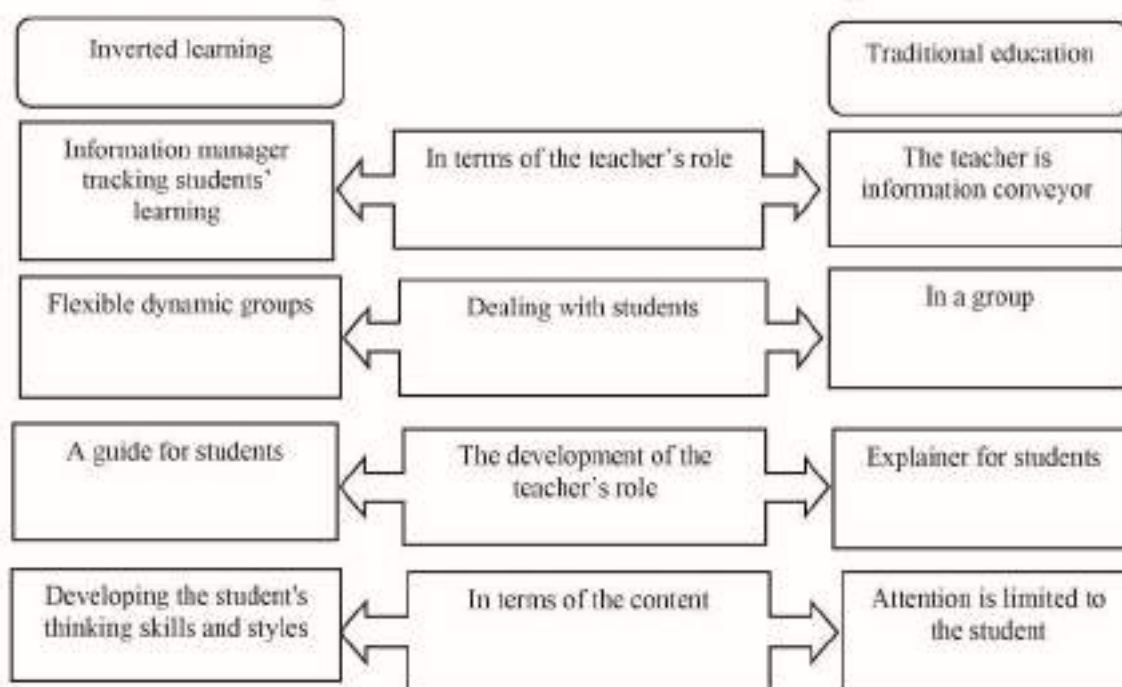 Inverted learning
Traditional education
Information manager
tracking students'
learning
In terms of the teacher's role
The teacher is
information conveyor
Flexible dynamic groups
Dealing with students
In a group
A guide for students
The development of the
teacher's role
Explainer for students
Developing the student's
thinking skills and styles
In terms of the content
Attention is limited to
the student